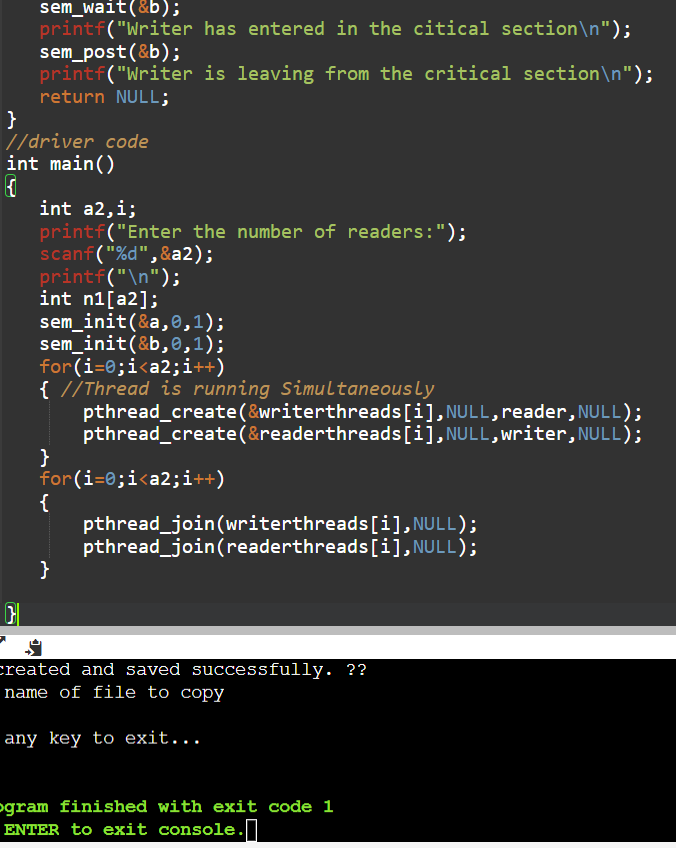 sem_wait(&b);
printf("Writer has entered in the citical section\n");
sem_post(&b);
printf("Writer is leaving from the critical section\n");
return NULL;
}
//driver code
int main()
{
int a2,i;
printf("Enter the number of readers:");
scanf("%d",&a2);
printf("\n");
int n1[a2];
sem_init(&a,0,1);
sem_init(&b,0,1);
for(i=0;i<a2;i++)
{ //Thread is running Simultaneously
pthread_create(&writerthreads[i],NULL,reader,NULL);
pthread_create(&readerthreads[i],NULL,writer,NULL);
}
for(i=0;i<a2;i++)
{
pthread_join(writerthreads[i],NULL);
pthread_join(readerthreads[i],NULL);
}
}
created and saved successfully. ??
name of file to copy
any key to exit...
ogram finished with exit code 1
ENTER to exit console.